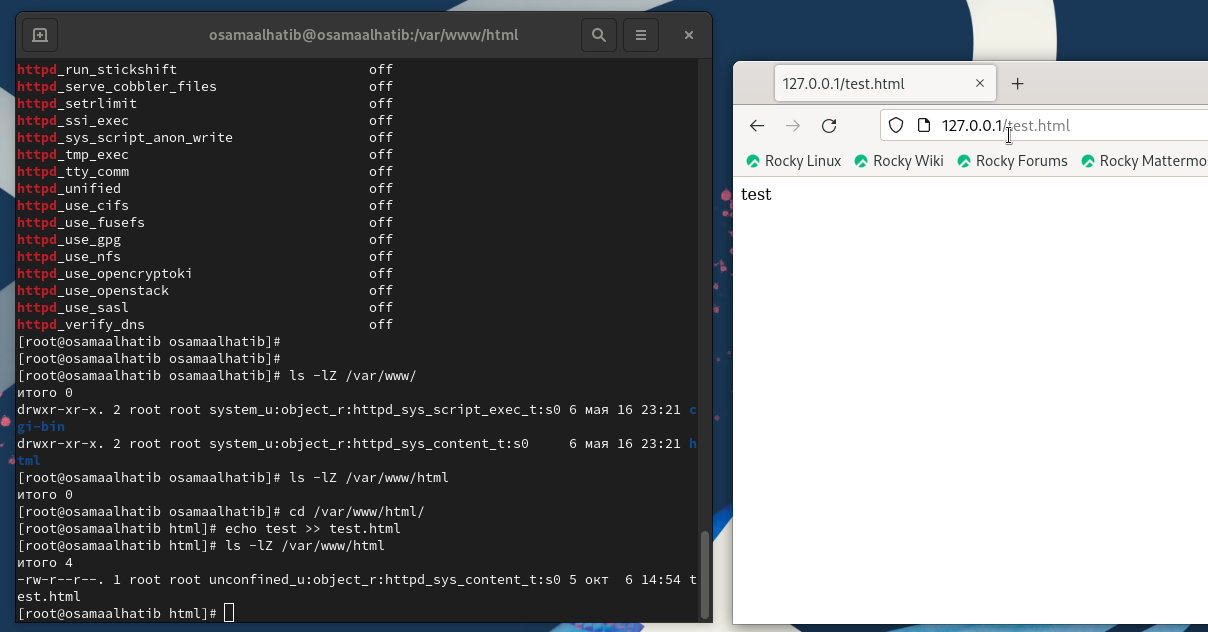 osamaalhatib@osamaalhatib:/var/www/html
httpd_run_stickshift off
httpd_serve_cobbler_files off
httpd_setrlimit off
httpd_ssi_exec off
httpd_sys_script_anon_write off
httpd_tmp_exec off
httpd_tty_comm off
httpd_unified off
httpd_use_cifs off
httpd_use_fusefs off
httpd_use_gpg off
httpd_use_nfs off
httpd_use_opencryptoki off
httpd_use_openstack off
httpd_use_sasl off
httpd_verify_dns off
[root@osamaalhatib osamaalhatib]#
[root@osamaalhatib osamaalhatib]#
[root@osamaalhatib osamaalhatib]# ls -lZ /var/www/
итого 0
drwxr-xr-x. 2 root root system_u:object_r:httpd_sys_script_exec_t:s0 6 мая 16 23:21 c
gi-bin
drwxr-xr-x. 2 root root system_u:object_r:httpd_sys_content_t:s0 6 мая 16 23:21 h
tml
[root@osamaalhatib osamaalhatib]# ls -lZ /var/www/html
итого 0
[root@osamaalhatib osamaalhatib]# cd /var/www/html/
[root@osamaalhatib html]# echo test >> test.html
[root@osamaalhatib html]# ls -lZ /var/www/html
итого 4
-rw-r--r--. 1 root root unconfined_u:object_r:httpd_sys_content_t:s0 5 окт 6 14:54 t
est.html
[root@osamaalhatib html]#
127.0.0.1/test.html
127.0.0.1/test.html
Rocky Linux Rocky Wiki Rocky Forums Rocky Mattermo
test